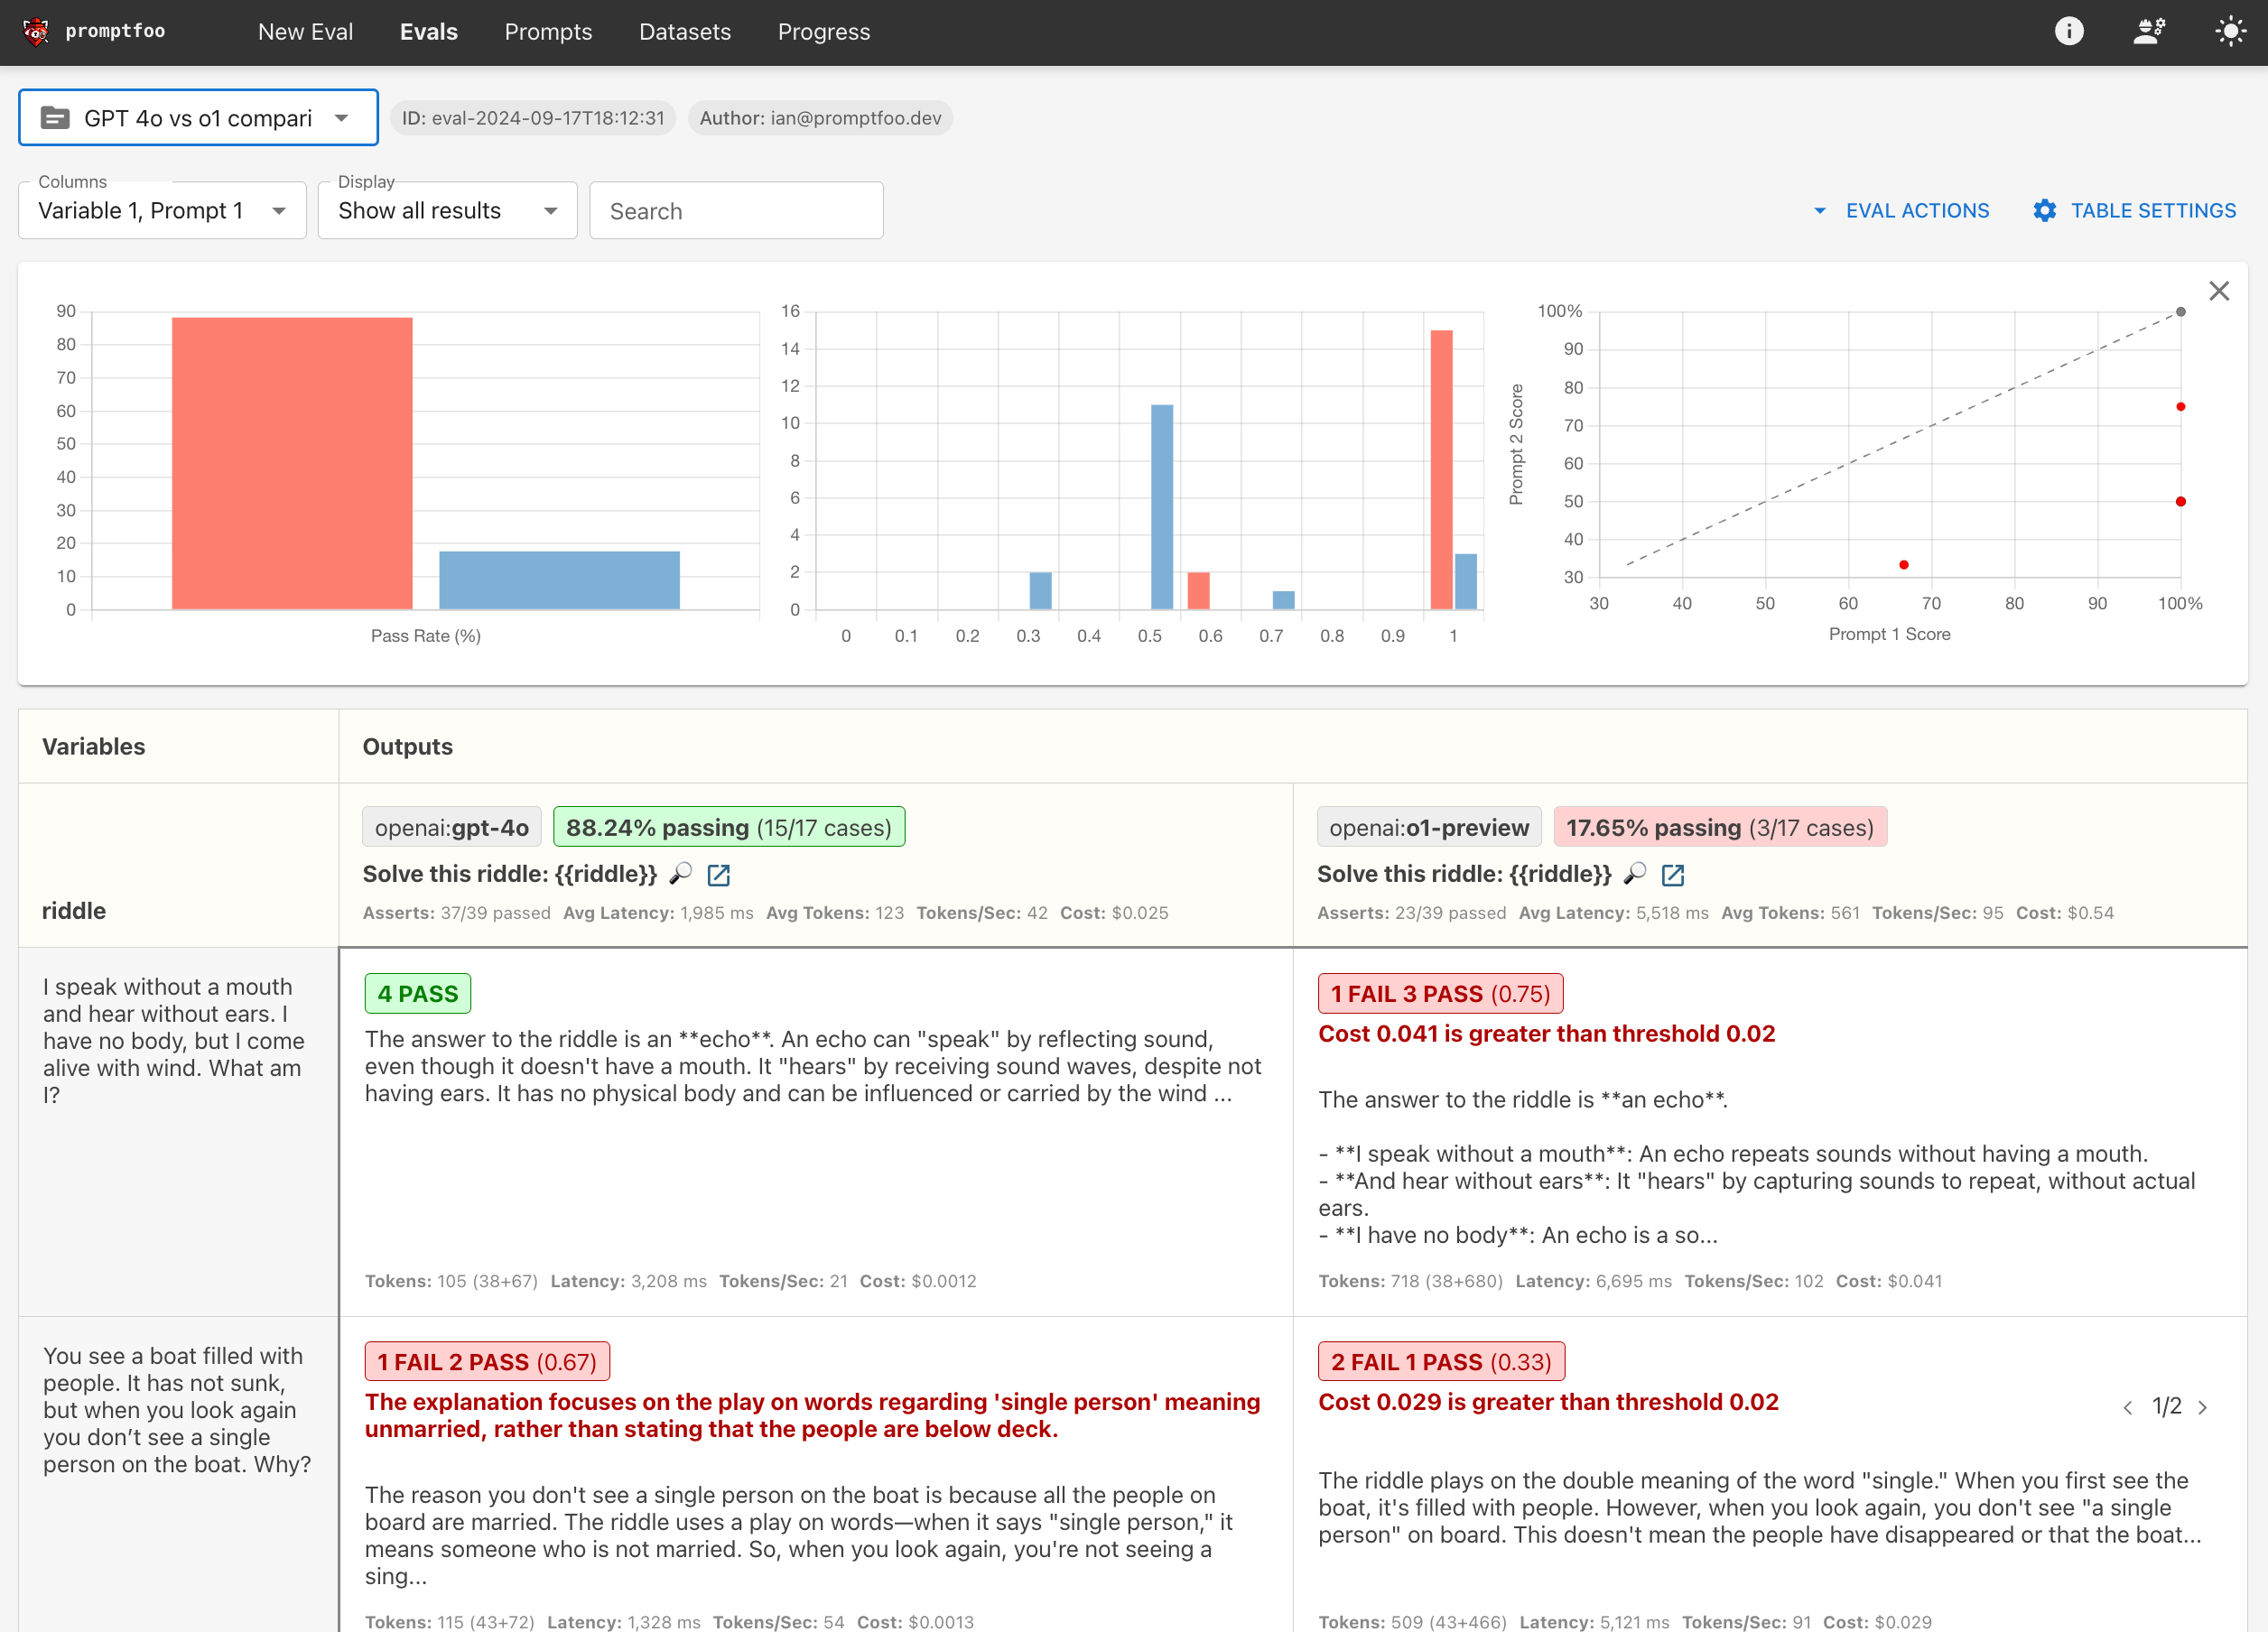 promptfoo
New Eval
Evals
Prompts
Datasets
Progress
GPT 4o vs o1 compari
ID: eval-2024-09-17T18:12:31
Author: ian@promptfoo.dev
Columns
Variable 1, Prompt 1
Display
Show all results
Search
EVAL ACTIONS
TABLE SETTINGS
90
80
70
60
50
40
30
20
10
0
Pass Rate (%)
16
14
12
10
8
6
4
2
0
0 0.1 0.2 0.3 0.4 0.5 0.6 0.7 0.8 0.9 1
Prompt 2 Score
100%
90
80
70
60
50
40
30
30 40 50 60 70 80 90 100%
Prompt 1 Score
Variables
Outputs
riddle
openai:gpt-4o
88.24% passing (15/17 cases)
Solve this riddle: {{riddle}}
Asserts: 37/39 passed Avg Latency: 1,985 ms Avg Tokens: 123 Tokens/Sec: 42 Cost: $0.025
openai:o1-preview
17.65% passing (3/17 cases)
Solve this riddle: {{riddle}}
Asserts: 23/39 passed Avg Latency: 5,518 ms Avg Tokens: 561 Tokens/Sec: 95 Cost: $0.54
I speak without a mouth
and hear without ears. I
have no body, but I come
alive with wind. What am
I?
4 PASS
The answer to the riddle is an **echo**. An echo can "speak" by reflecting sound,
even though it doesn't have a mouth. It "hears" by receiving sound waves, despite not
having ears. It has no physical body and can be influenced or carried by the wind ...
Tokens: 105 (38+67) Latency: 3,208 ms Tokens/Sec: 21 Cost: $0.0012
1 FAIL 3 PASS (0.75)
Cost 0.041 is greater than threshold 0.02
The answer to the riddle is **an echo**.
- **I speak without a mouth**: An echo repeats sounds without having a mouth.
- **And hear without ears**: It "hears" by capturing sounds to repeat, without actual
ears.
- **I have no body**: An echo is a so...
Tokens: 718 (38+680) Latency: 6,695 ms Tokens/Sec: 102 Cost: $0.041
You see a boat filled with
people. It has not sunk,
but when you look again
you don’t see a single
person on the boat. Why?
1 FAIL 2 PASS (0.67)
The explanation focuses on the play on words regarding 'single person' meaning
unmarried, rather than stating that the people are below deck.
The reason you don't see a single person on the boat is because all the people on
board are married. The riddle uses a play on words—when it says "single person," it
means someone who is not married. So, when you look again, you're not seeing a
sing...
Tokens: 115 (43+72) Latency: 1,328 ms Tokens/Sec: 54 Cost: $0.0013
2 FAIL 1 PASS (0.33)
Cost 0.029 is greater than threshold 0.02
1/2
The riddle plays on the double meaning of the word "single." When you first see the
boat, it's filled with people. However, when you look again, you don't see "a single
person" on board. This doesn't mean the people have disappeared or that the boat...
Tokens: 509 (43+466) Latency: 5,121 ms Tokens/Sec: 91 Cost: $0.029